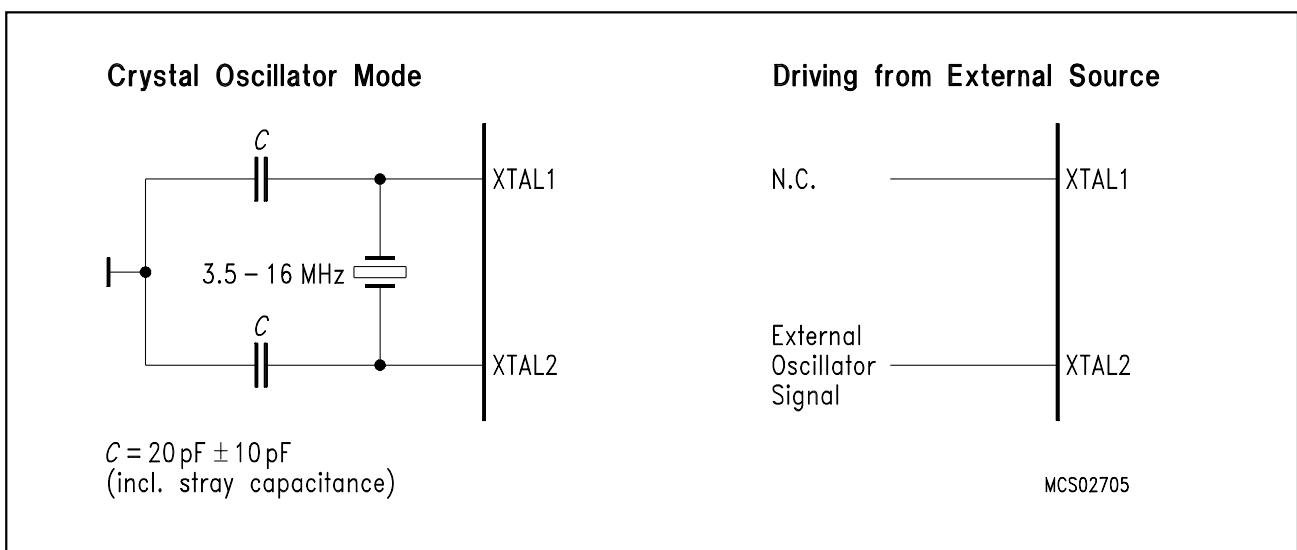 Crystal Oscillator Mode
C
XTAL1
3.5 – 16 MHz
C
XTAL2
C = 20 pF ± 10 pF
(incl. stray capacitance)
Driving from External Source
N.C.
XTAL1
External
Oscillator
Signal
XTAL2
MCS02705